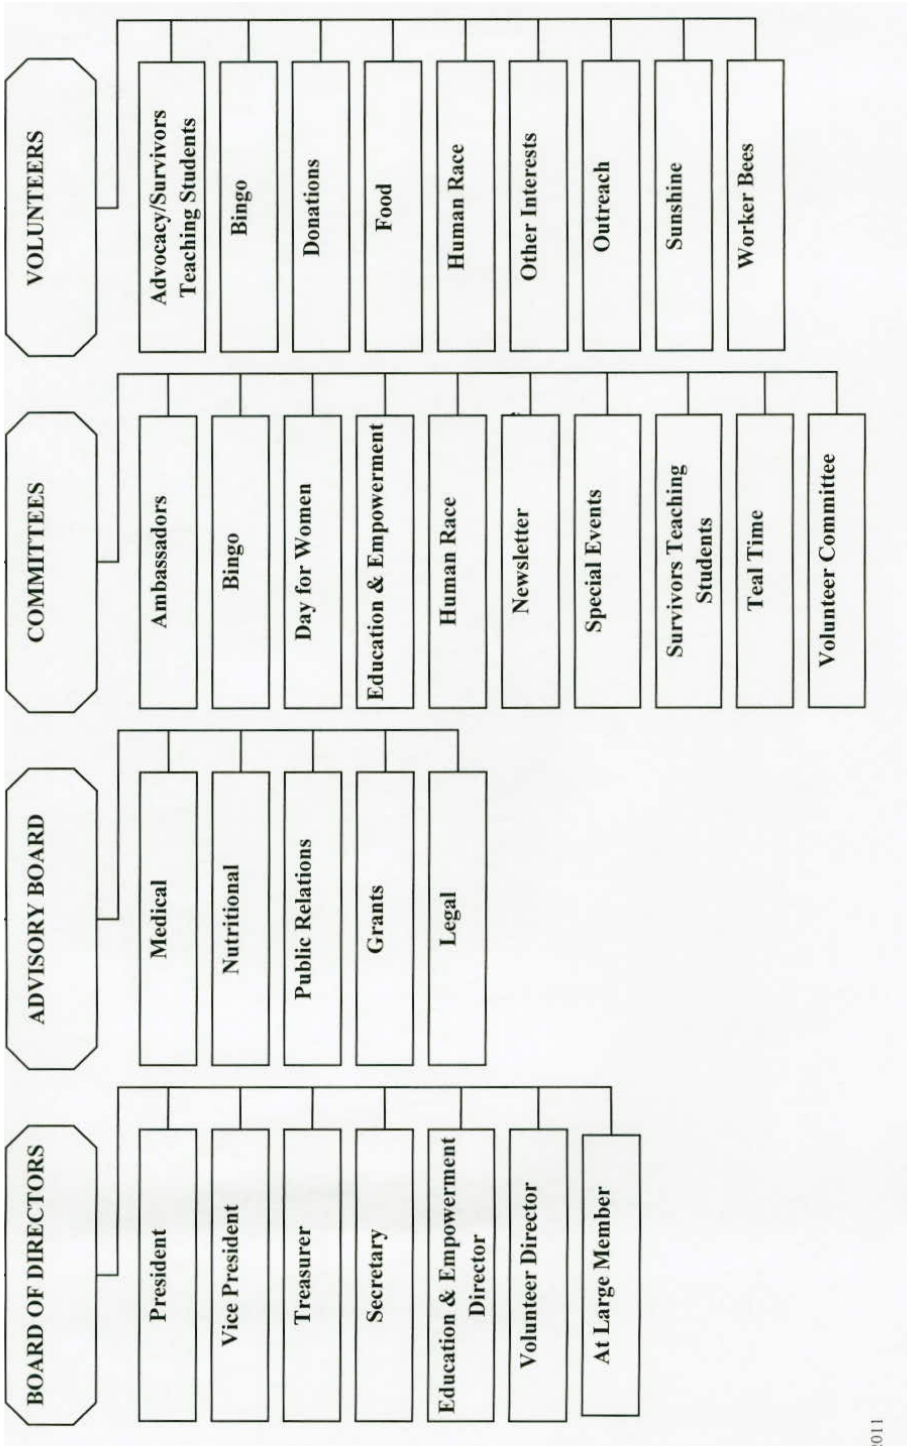 BOARD OF DIRECTORS
President
Vice President
Treasurer
Secretary
Education & Empowerment
Director
Volunteer Director
At Large Member
ADVISORY BOARD
Medical
Nutritional
Public Relations
Grants
Legal
COMMITTEES
Ambassadors
Bingo
Day for Women
Education & Empowerment
Human Race
Newsletter
Special Events
Survivors Teaching
Students
Teal Time
Volunteer Committee
VOLUNTEERS
Advocacy/Survivors
Teaching Students
Bingo
Donations
Food
Human Race
Other Interests
Outreach
Sunshine
Worker Bees